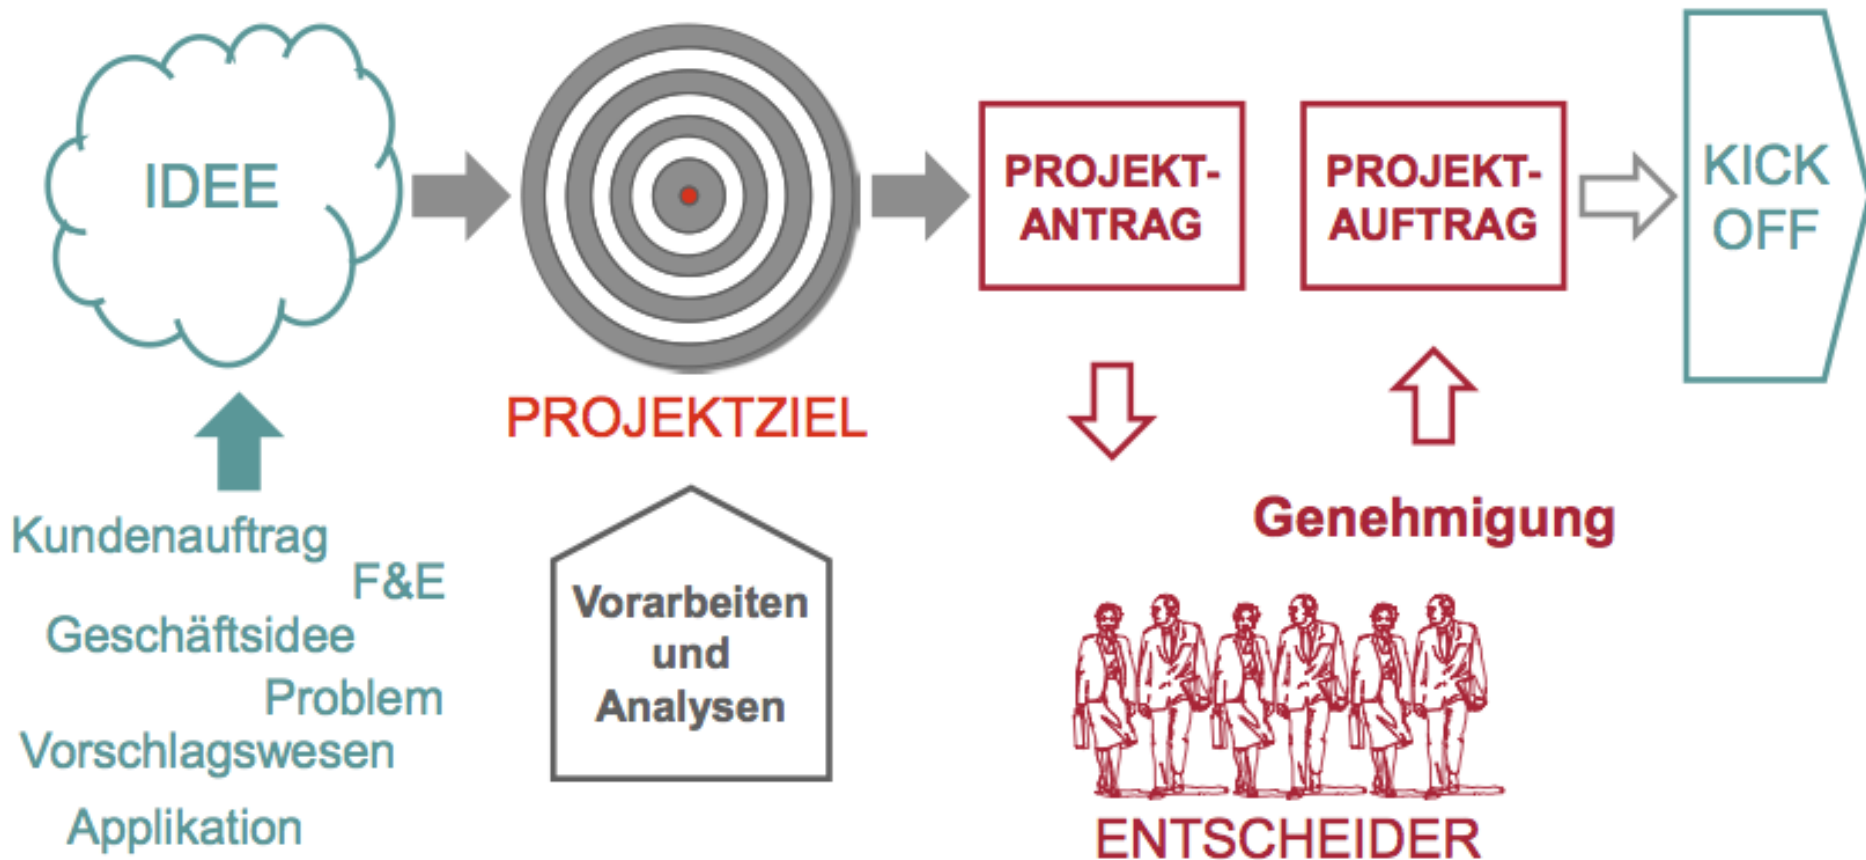 IDEE
PROJEKTZIEL
PROJEKT-
ANTRAG
PROJEKT-
AUFTRAG
KICK
OFF
Kundenauftrag
F&E
Geschäftsidee
Problem
Vorschlagswesen
Applikation
Vorarbeiten
und
Analysen
Genehmigung
ENTSCHEIDER